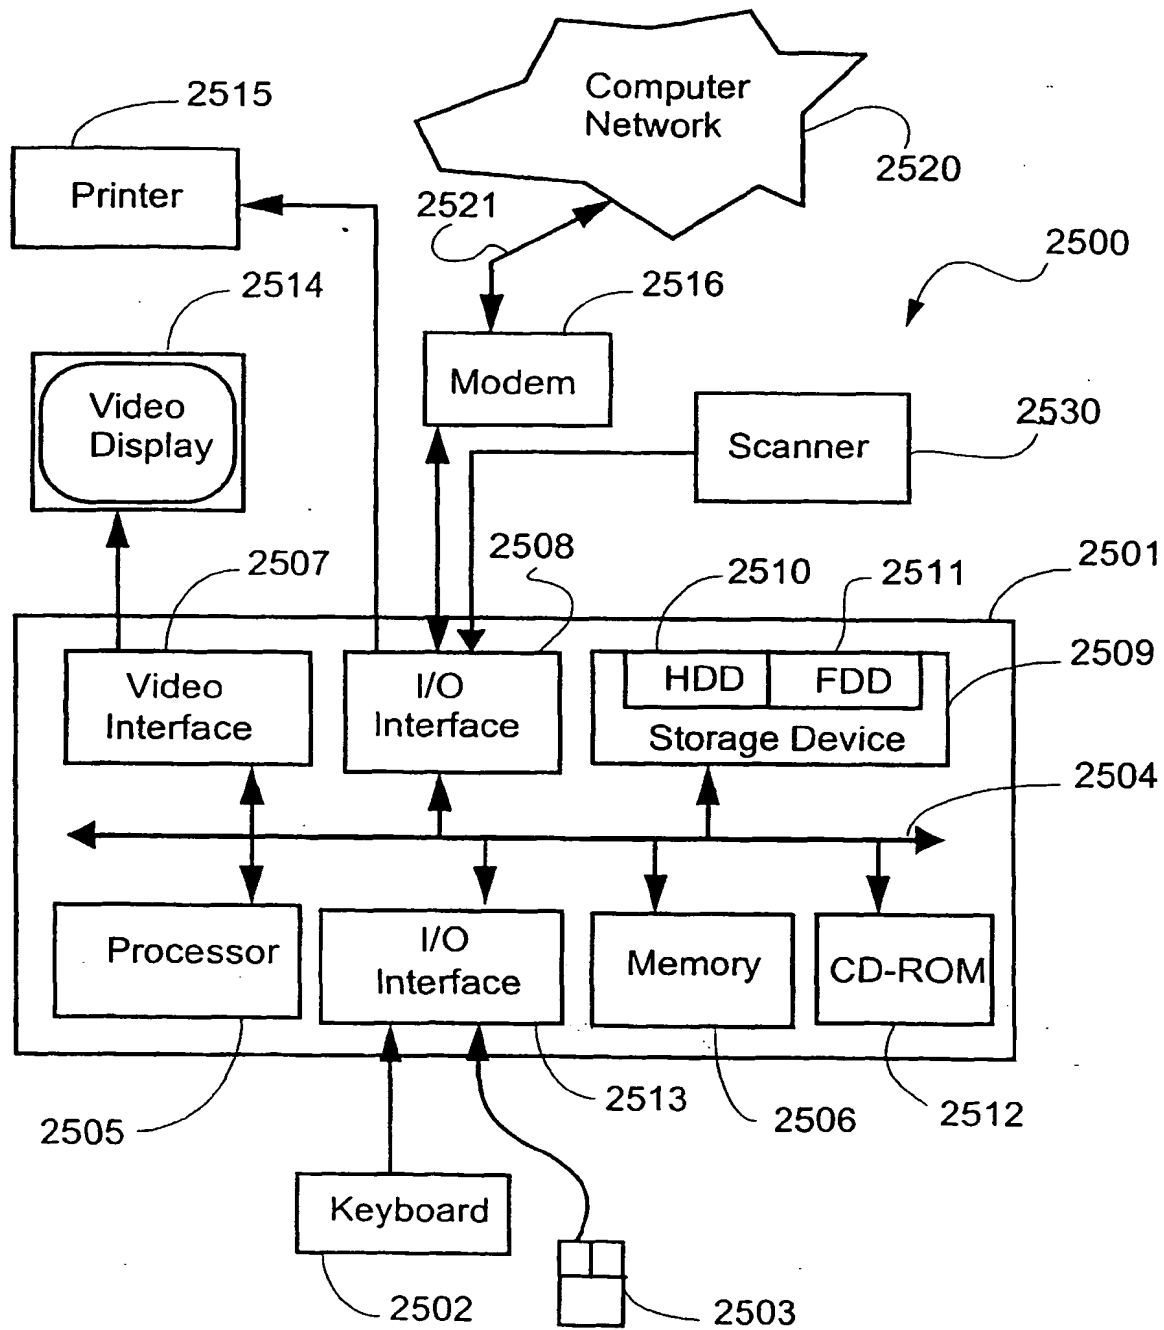 2515
Computer
Network
Printer
2520
2521
2500
2514
2516
Video
Display
Modem
2530
Scanner
2507
2508
2510
2511
2501
Video
Interface
I/O
Interface
HDD
FDD
Storage Device
2509
2504
Processor
I/O
Interface
Memory
CD-ROM
2505
2513
2506
2512
Keyboard
2502
2503